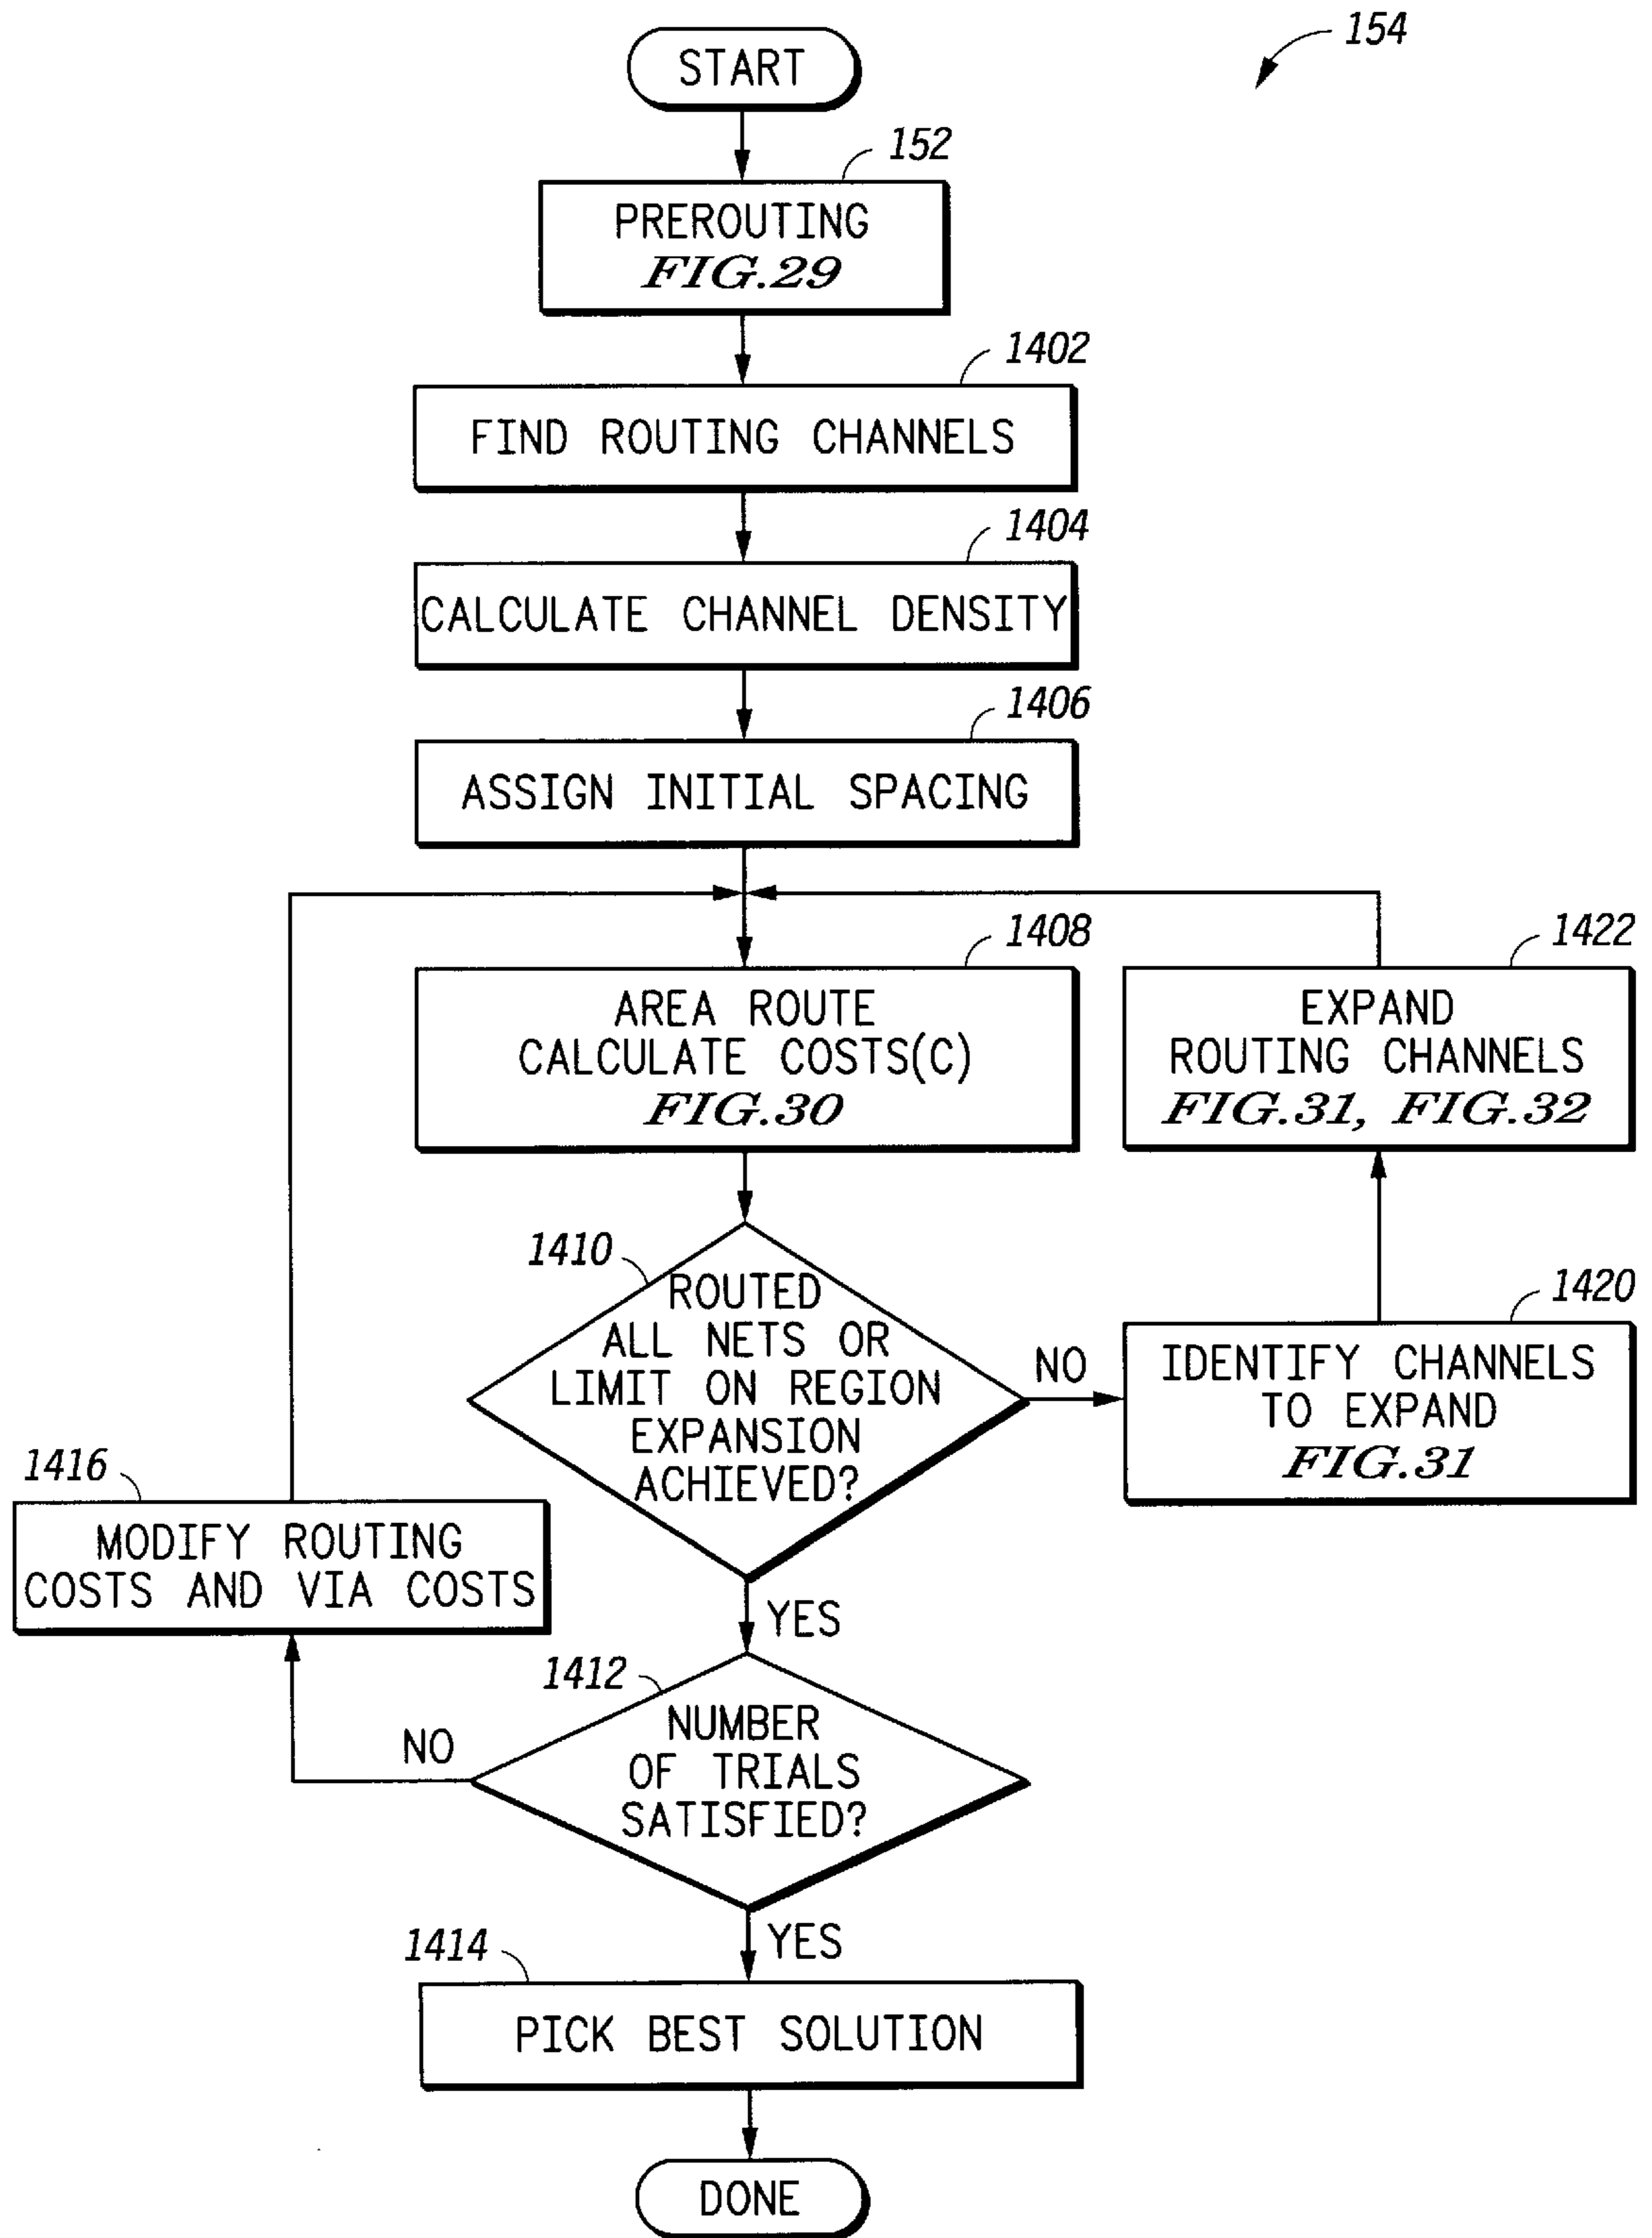 154
START
152
PREROUTING
FIG.29
1402
FIND ROUTING CHANNELS
1404
CALCULATE CHANNEL DENSITY
1406
ASSIGN INITIAL SPACING
1408
AREA ROUTE
CALCULATE COSTS(C)
FIG.30
1422
EXPAND
ROUTING CHANNELS
FIG.31, FIG.32
1410
ROUTED
ALL NETS OR
LIMIT ON REGION
EXPANSION
ACHIEVED?
NO
1420
IDENTIFY CHANNELS
TO EXPAND
FIG.31
1416
MODIFY ROUTING
COSTS AND VIA COSTS
YES
1412
NUMBER
OF TRIALS
SATISFIED?
NO
YES
1414
PICK BEST SOLUTION
DONE